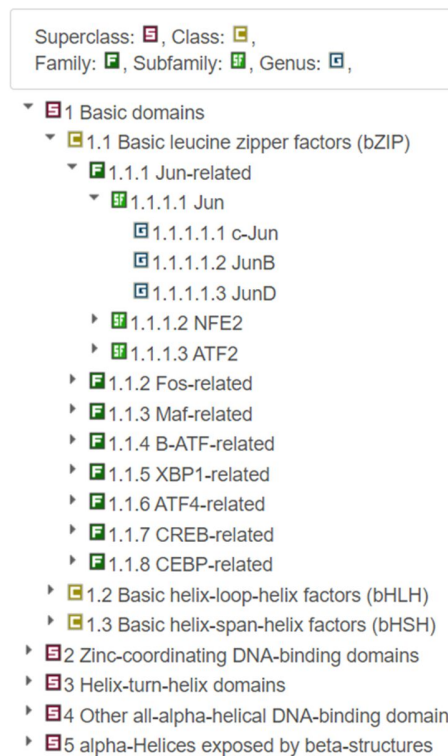 Superclass: S, Class: C,
Family: F, Subfamily: SF, Genus: G,
S 1 Basic domains
C 1.1 Basic leucine zipper factors (bZIP)
F 1.1.1 Jun-related
SF 1.1.1.1 Jun
G 1.1.1.1.1 c-Jun
G 1.1.1.1.2 JunB
G 1.1.1.1.3 JunD
SF 1.1.1.2 NFE2
SF 1.1.1.3 ATF2
F 1.1.2 Fos-related
F 1.1.3 Maf-related
F 1.1.4 B-ATF-related
F 1.1.5 XBP1-related
F 1.1.6 ATF4-related
F 1.1.7 CREB-related
F 1.1.8 CEBP-related
C 1.2 Basic helix-loop-helix factors (bHLH)
C 1.3 Basic helix-span-helix factors (bHSH)
S 2 Zinc-coordinating DNA-binding domains
S 3 Helix-turn-helix domains
S 4 Other all-alpha-helical DNA-binding domain
S 5 alpha-Helices exposed by beta-structures